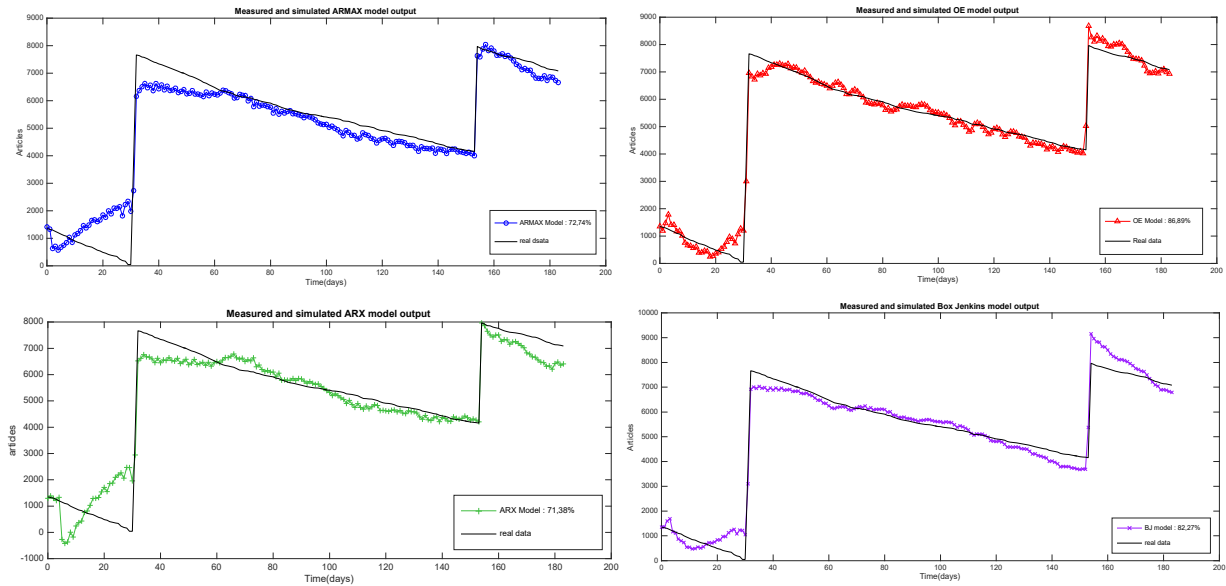 Measured and simulated ARMAX model output
9000
8000
7000
6000
5000
4000
3000
2000
1000
0
Articles
0 20 40 60 80 100 120 140 160 180 200
Time(days)
ARMAX Model : 72,74%
real dsata
Measured and simulated OE model output
9000
8000
7000
6000
5000
4000
3000
2000
1000
0
Articles
0 20 40 60 80 100 120 140 160 180 200
Time(days)
OE Model : 86,89%
Real data
Measured and simulated ARX model output
8000
7000
6000
5000
4000
3000
2000
1000
0
-1000
articles
0 20 40 60 80 100 120 140 160 180 200
Time(days)
ARX Model : 71,38%
real data
Measured and simulated Box Jenkins model output
10000
9000
8000
7000
6000
5000
4000
3000
2000
1000
0
Articles
0 20 40 60 80 100 120 140 160 180 200
Time(days)
BJ model : 82,27%
real data